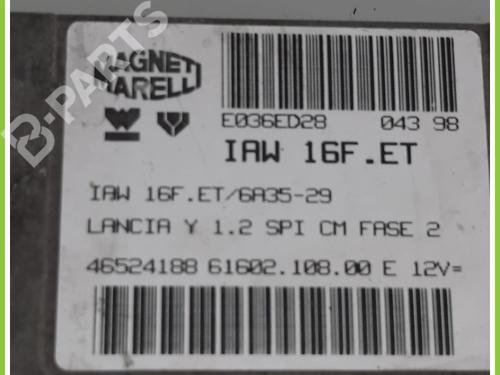 MAGNETI
MARELLI
E036ED28 043 98
IAW 16F.ET
IAW 16F.ET/6A35-29
LANCIA Y 1.2 SPI CM FASE 2
46524188 61602.108.00 E 12V=
B-PARTS